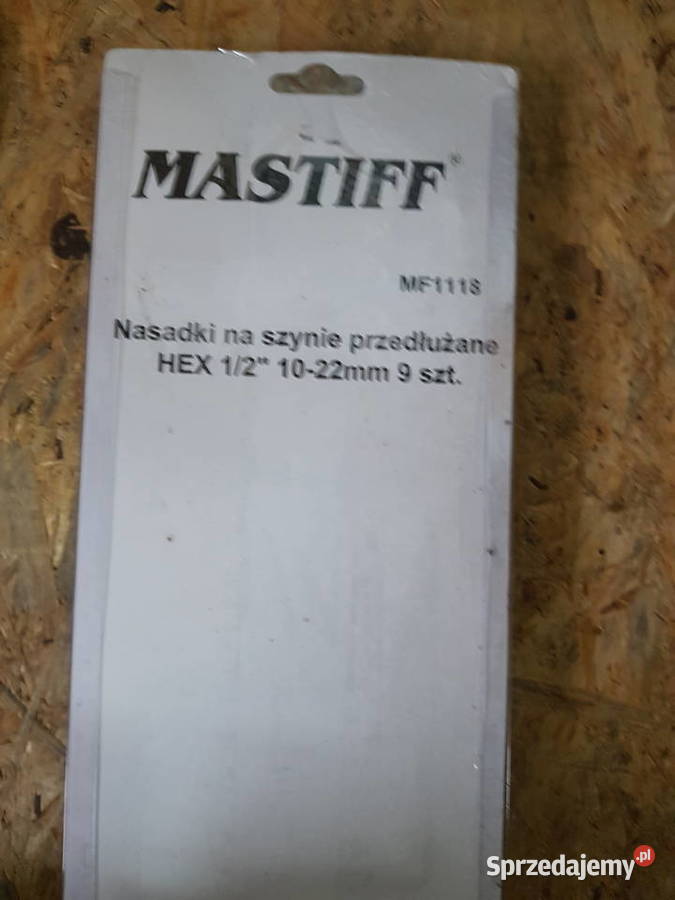 MASTIFF®
MF1118
Nasadki na szynie przedłużane
HEX 1/2" 10-22mm 9 szt.
Sprzedajemy.pl